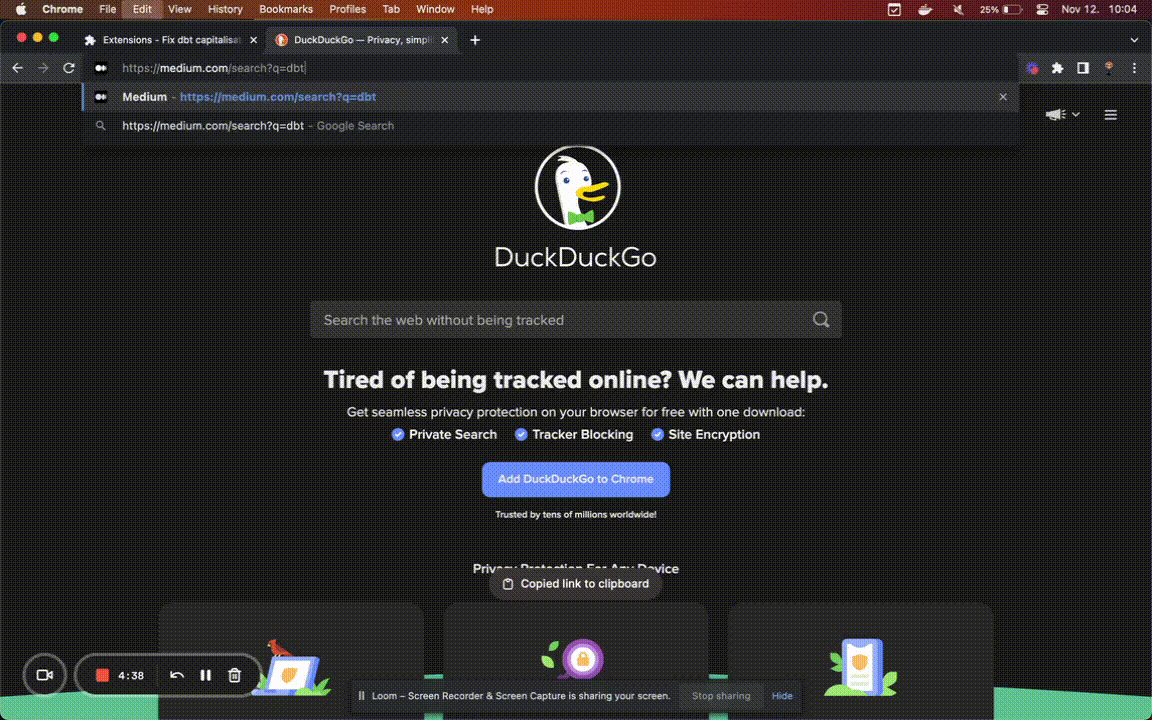 Chrome File Edit View History Bookmarks Profiles Tab Window Help 25% Nov 12. 10:04
Extensions - Fix dbt capitalisat DuckDuckGo — Privacy, simpli
https://medium.com/search?q=dbt
Medium - https://medium.com/search?q=dbt
https://medium.com/search?q=dbt - Google Search
DuckDuckGo
Search the web without being tracked
Tired of being tracked online? We can help.
Get seamless privacy protection on your browser for free with one download:
Private Search Tracker Blocking Site Encryption
Add DuckDuckGo to Chrome
Trusted by tens of millions worldwide!
Privacy Protection For Any Device
Copied link to clipboard
4:38
Loom – Screen Recorder & Screen Capture is sharing your screen. Stop sharing Hide